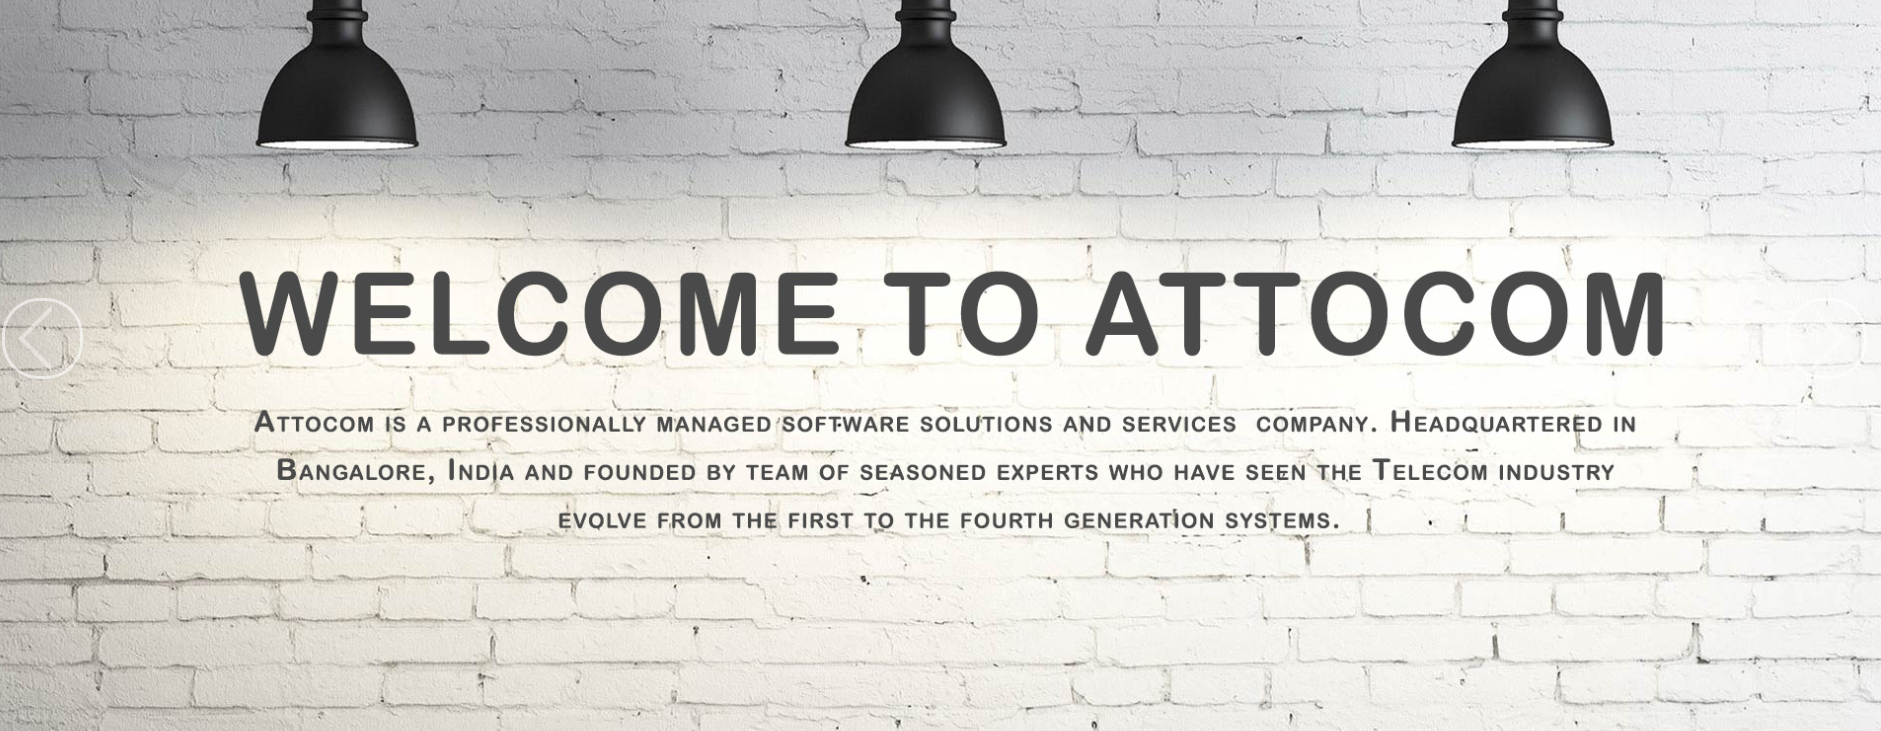 WELCOME TO ATTOCOM
ATTOCOM IS A PROFESSIONALLY MANAGED SOFTWARE SOLUTIONS AND SERVICES COMPANY. HEADQUARTERED IN
BANGALORE, INDIA AND FOUNDED BY TEAM OF SEASONED EXPERTS WHO HAVE SEEN THE TELECOM INDUSTRY
EVOLVE FROM THE FIRST TO THE FOURTH GENERATION SYSTEMS.